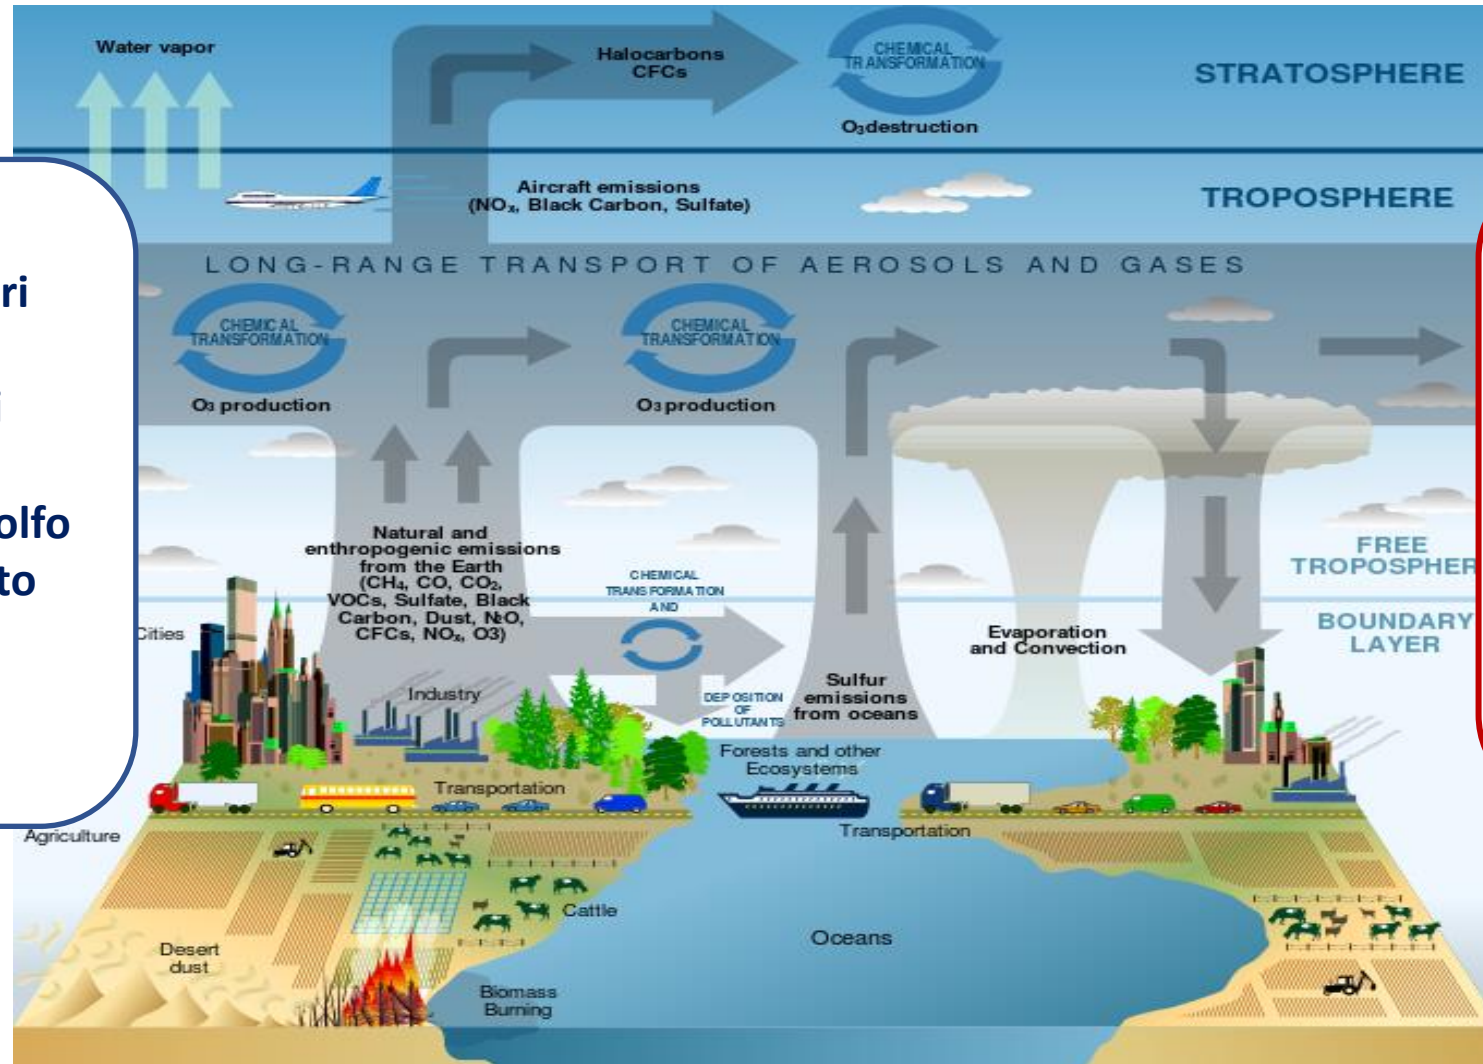 Water vapor
Halocarbons
CFCs
CHEMICAL
TRANSFORMATION
O₃destruction
STRATOSPHERE
Aircraft emissions
(NOₓ, Black Carbon, Sulfate)
TROPOSPHERE
LONG-RANGE TRANSPORT OF AEROSOLS AND GASES
CHEMICAL
TRANSFORMATION
O₃ production
CHEMICAL
TRANSFORMATION
O₃ production
ri
i
olfo
to
Natural and
enthropogenic emissions
from the Earth
(CH₄, CO, CO₂,
VOCs, Sulfate, Black
Carbon, Dust, N₂O,
CFCs, NOₓ, O3)
CHEMICAL
TRANSFORMATION
AND
DEPOSITION
OF
POLLUTANTS
Sulfur
emissions
from oceans
Evaporation
and Convection
FREE
TROPOSPHER
BOUNDARY
LAYER
Cities
Industry
Forests and other
Ecosystems
Transportation
Transportation
Agriculture
Cattle
Oceans
Desert
dust
Biomass
Burning